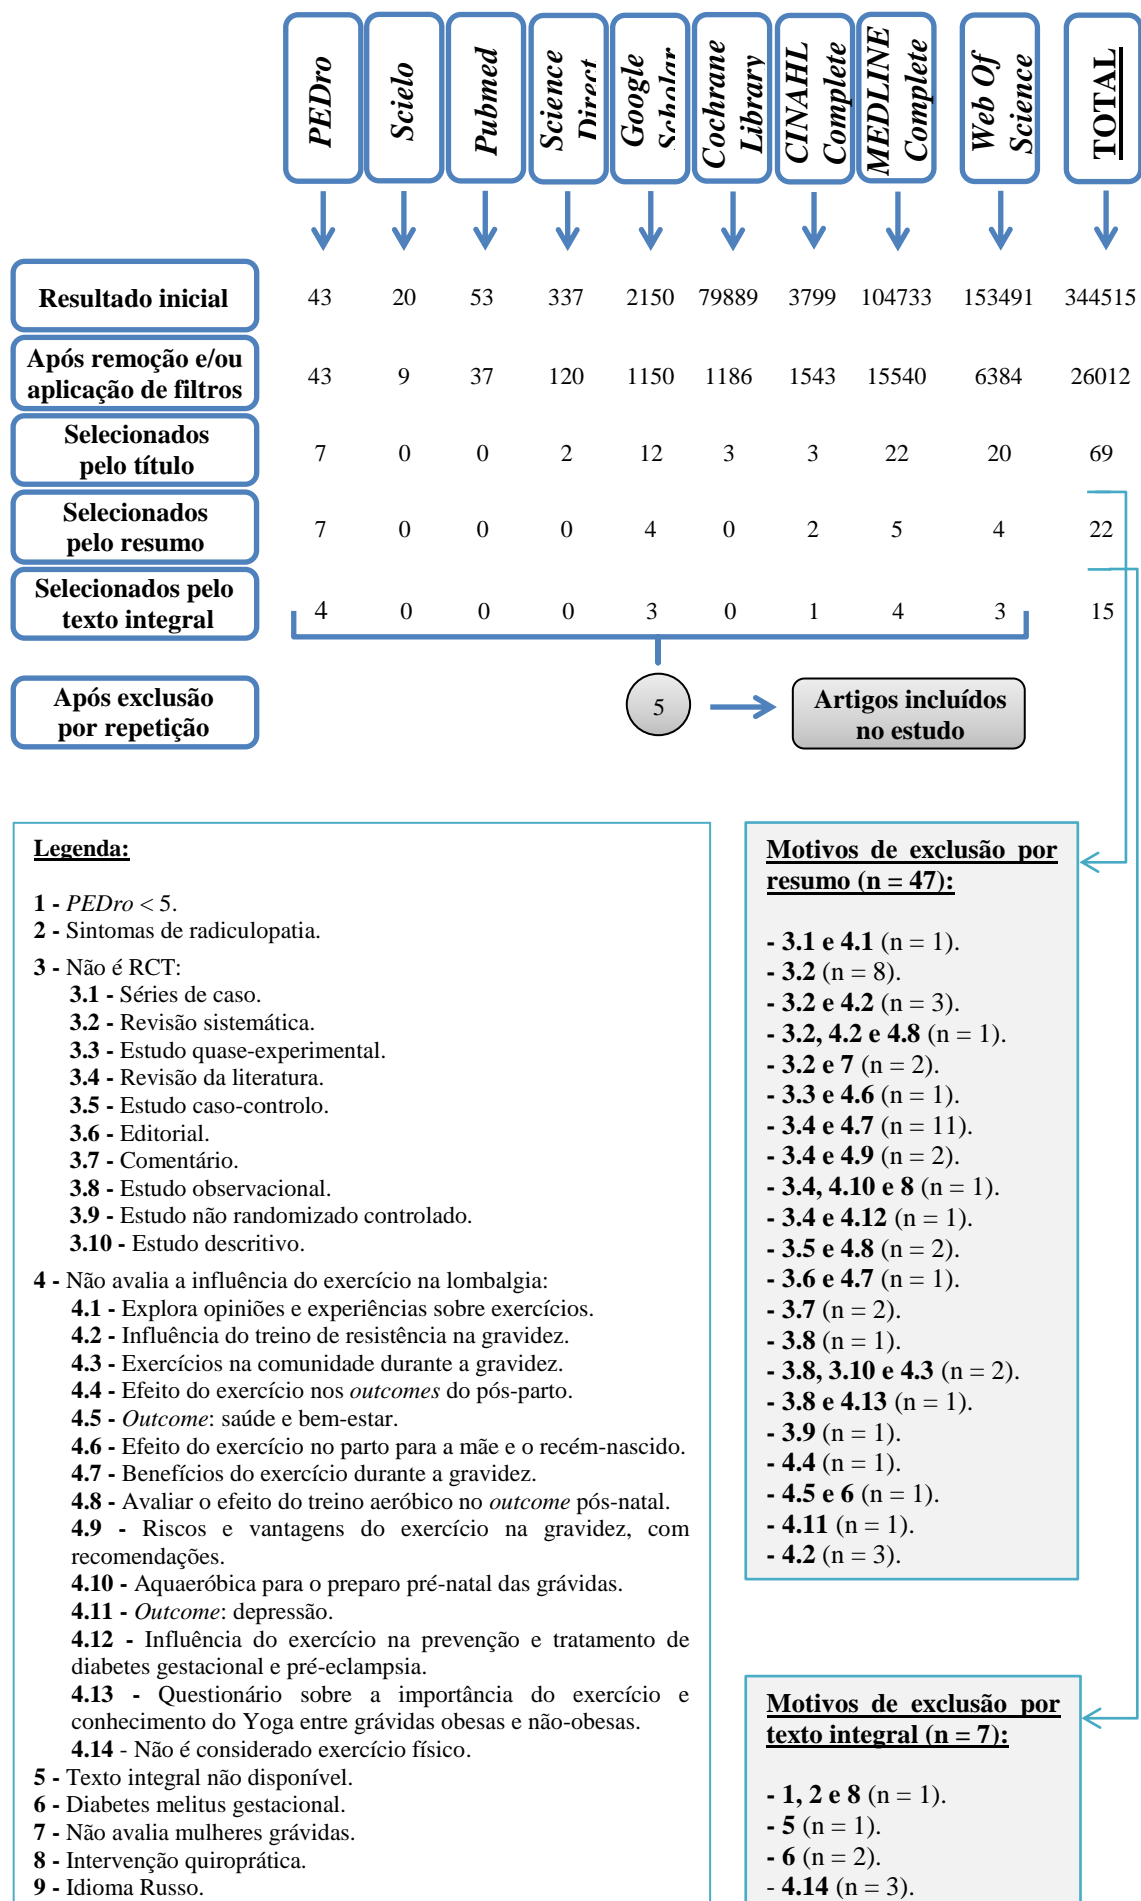 PEDro
Scielo
Pubmed
Science
Direct
Google
Scholar
Cochrane
Library
CINAHL
Complete
MEDLINE
Complete
Web Of
Science
TOTAL
Resultado inicial 43 20 53 337 2150 79889 3799 104733 153491 344515
Após remoção e/ou
aplicação de filtros 43 9 37 120 1150 1186 1543 15540 6384 26012
Selecionados
pelo título 7 0 0 2 12 3 3 22 20 69
Selecionados
pelo resumo 7 0 0 0 4 0 2 5 4 22
Selecionados pelo
texto integral 4 0 0 0 3 0 1 4 3 15
Após exclusão
por repetição
5
Artigos incluídos
no estudo
Legenda:
1 - PEDro < 5.
2 - Sintomas de radiculopatia.
3 - Não é RCT:
3.1 - Séries de caso.
3.2 - Revisão sistemática.
3.3 - Estudo quase-experimental.
3.4 - Revisão da literatura.
3.5 - Estudo caso-controlo.
3.6 - Editorial.
3.7 - Comentário.
3.8 - Estudo observacional.
3.9 - Estudo não randomizado controlado.
3.10 - Estudo descritivo.
4 - Não avalia a influência do exercício na lombalgia:
4.1 - Explora opiniões e experiências sobre exercícios.
4.2 - Influência do treino de resistência na gravidez.
4.3 - Exercícios na comunidade durante a gravidez.
4.4 - Efeito do exercício nos outcomes do pós-parto.
4.5 - Outcome: saúde e bem-estar.
4.6 - Efeito do exercício no parto para a mãe e o recém-nascido.
4.7 - Benefícios do exercício durante a gravidez.
4.8 - Avaliar o efeito do treino aeróbico no outcome pós-natal.
4.9 - Riscos e vantagens do exercício na gravidez, com
recomendações.
4.10 - Aquaeróbica para o preparo pré-natal das grávidas.
4.11 - Outcome: depressão.
4.12 - Influência do exercício na prevenção e tratamento de
diabetes gestacional e pré-eclampsia.
4.13 - Questionário sobre a importância do exercício e
conhecimento do Yoga entre grávidas obesas e não-obesas.
4.14 - Não é considerado exercício físico.
5 - Texto integral não disponível.
6 - Diabetes melitus gestacional.
7 - Não avalia mulheres grávidas.
8 - Intervenção quiroprática.
9 - Idioma Russo.
Motivos de exclusão por
resumo (n = 47):
- 3.1 e 4.1 (n = 1).
- 3.2 (n = 8).
- 3.2 e 4.2 (n = 3).
- 3.2, 4.2 e 4.8 (n = 1).
- 3.2 e 7 (n = 2).
- 3.3 e 4.6 (n = 1).
- 3.4 e 4.7 (n = 11).
- 3.4 e 4.9 (n = 2).
- 3.4, 4.10 e 8 (n = 1).
- 3.4 e 4.12 (n = 1).
- 3.5 e 4.8 (n = 2).
- 3.6 e 4.7 (n = 1).
- 3.7 (n = 2).
- 3.8 (n = 1).
- 3.8, 3.10 e 4.3 (n = 2).
- 3.8 e 4.13 (n = 1).
- 3.9 (n = 1).
- 4.4 (n = 1).
- 4.5 e 6 (n = 1).
- 4.11 (n = 1).
- 4.2 (n = 3).
Motivos de exclusão por
texto integral (n = 7):
- 1, 2 e 8 (n = 1).
- 5 (n = 1).
- 6 (n = 2).
- 4.14 (n = 3).